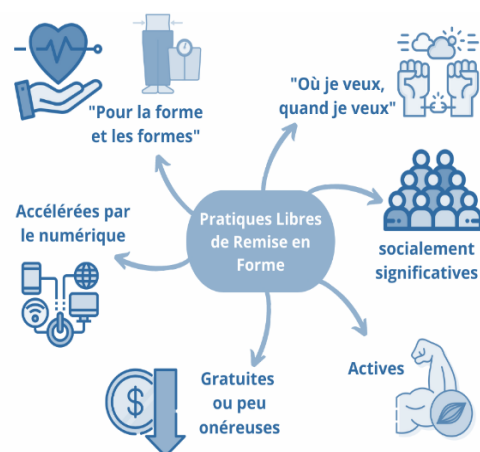 "Pour la forme
et les formes"
"Où je veux,
quand je veux"
Accélérées par
le numérique
Pratiques Libres
de Remise en
Forme
socialement
significatives
Gratuites
ou peu
onéreuses
Actives
$